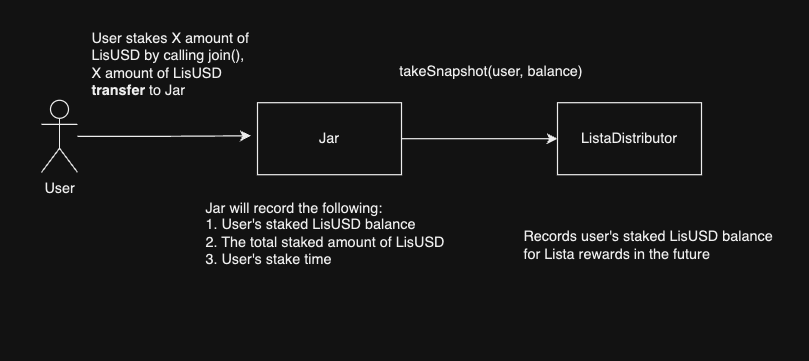 User stakes X amount of
LisUSD by calling join(),
X amount of LisUSD
transfer to Jar
takeSnapshot(user, balance)
Jar
ListaDistributor
User
Jar will record the following:
1. User's staked LisUSD balance
2. The total staked amount of LisUSD
3. User's stake time
Records user's staked LisUSD balance
for Lista rewards in the future